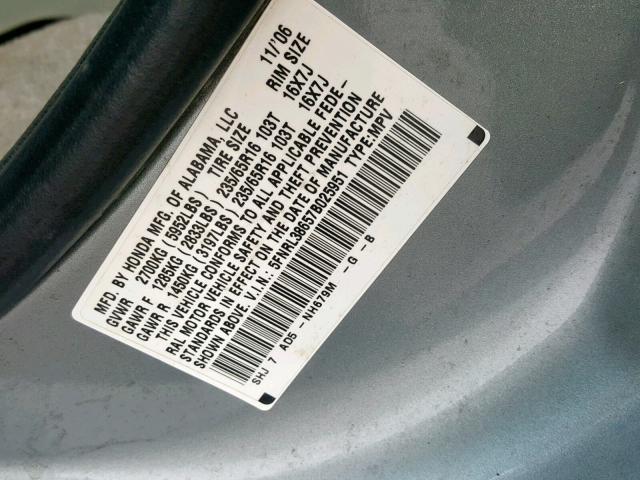 MFD. BY HONDA MFG. OF ALABAMA, LLC 11/'06
GVWR 2700KG (5952LBS) TIRE SIZE RIM SIZE
GAWR F 1285KG (2833LBS) 235/65R16 103T 16X7J
GAWR R 1450KG (3197LBS) 235/65R16 103T 16X7J
THIS VEHICLE CONFORMS TO ALL APPLICABLE FEDE-
RAL MOTOR VEHICLE SAFETY AND THEFT PREVENTION
STANDARDS IN EFFECT ON THE DATE OF MANUFACTURE
SHOWN ABOVE. V.I.N.: 5FNRL38657B025951 TYPE:MPV
SHJ 7 AD5 -NH679M -G -B